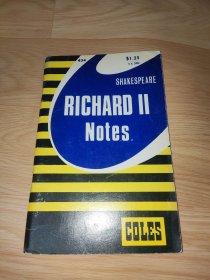 $1.25
SHAKESPEARE
RICHARD II
Notes
COLES